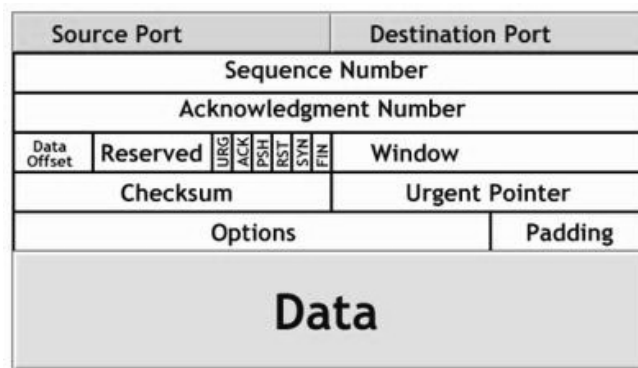 Source Port Destination Port
Sequence Number
Acknowledgment Number
Data Offset Reserved URG ACK PSH RST SYN FIN Window
Checksum Urgent Pointer
Options Padding
Data